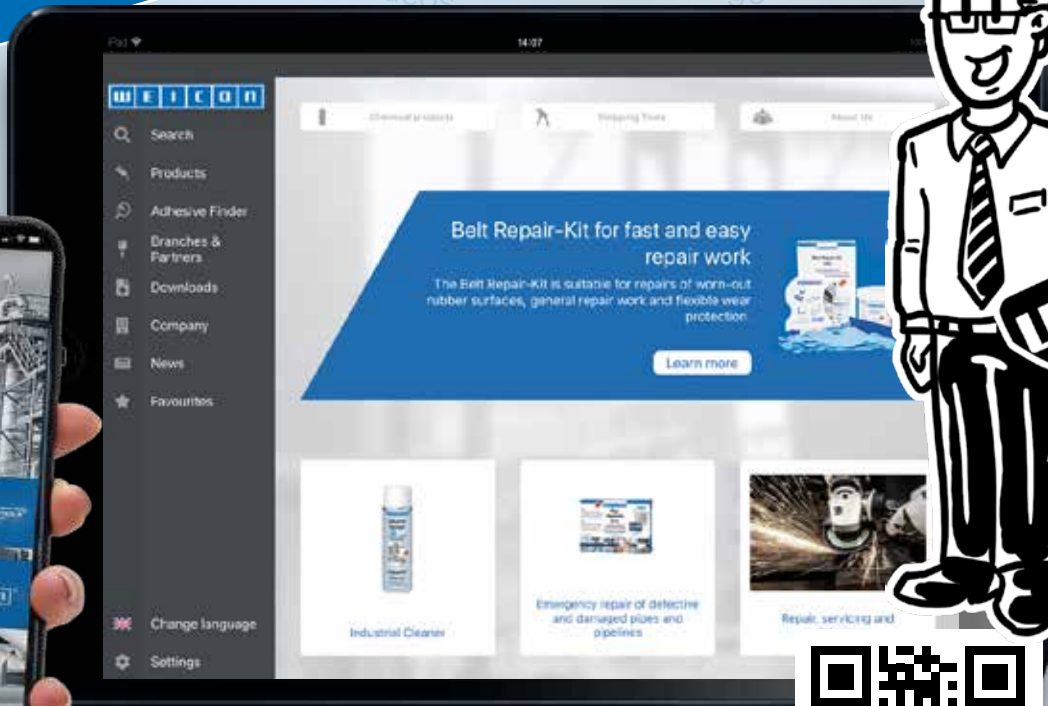 iPad
14:07
WEICON
Search
Products
Adhesive Finder
Branches &
Partners
Downloads
Company
News
Favourites
Change language
Settings
Chemical products
Stripping Tools
About Us
Belt Repair-Kit for fast and easy
repair work
The Belt Repair-Kit is suitable for repairs of worn-out
rubber surfaces, general repair work and flexible wear
protection.
Learn more
Industrial Cleaner
Emergency repair of defective
and damaged pipes and
pipelines
Repair, servicing and